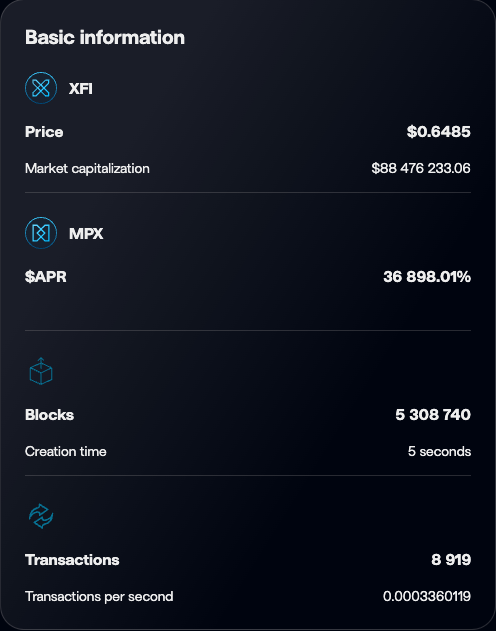 Basic information
XFI
Price $0.6485
Market capitalization $88 476 233.06
MPX
$APR 36 898.01%
Blocks 5 308 740
Creation time 5 seconds
Transactions 8 919
Transactions per second 0.0003360119